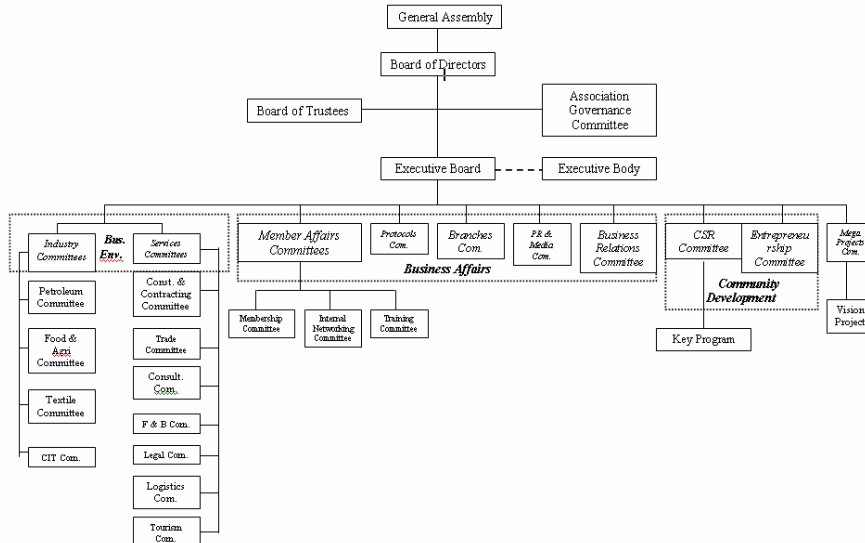 General Assembly
Board of Directors
Board of Trustees
Association
Governance
Committee
Executive Board
Executive Body
Industry
Committees
Bus.
Env.
Services
Committees
Member Affairs
Committees
Protocols
Com.
Branches
Com.
PR &
Media
Com.
Business
Relations
Committee
Business Affairs
CSR
Committee
Entrepreneu
rship
Committee
Community
Development
Mega
Projects
Com.
Petroleum
Committee
Food &
Agri
Committee
Textile
Committee
CIT Com.
Const. &
Contracting
Committee
Trade
Committee
Consult.
Com.
F & B Com.
Legal Com.
Logistics
Com.
Tourism
Com.
Membership
Committee
Internal
Networking
Committee
Training
Committee
Key Program
Vision
Project